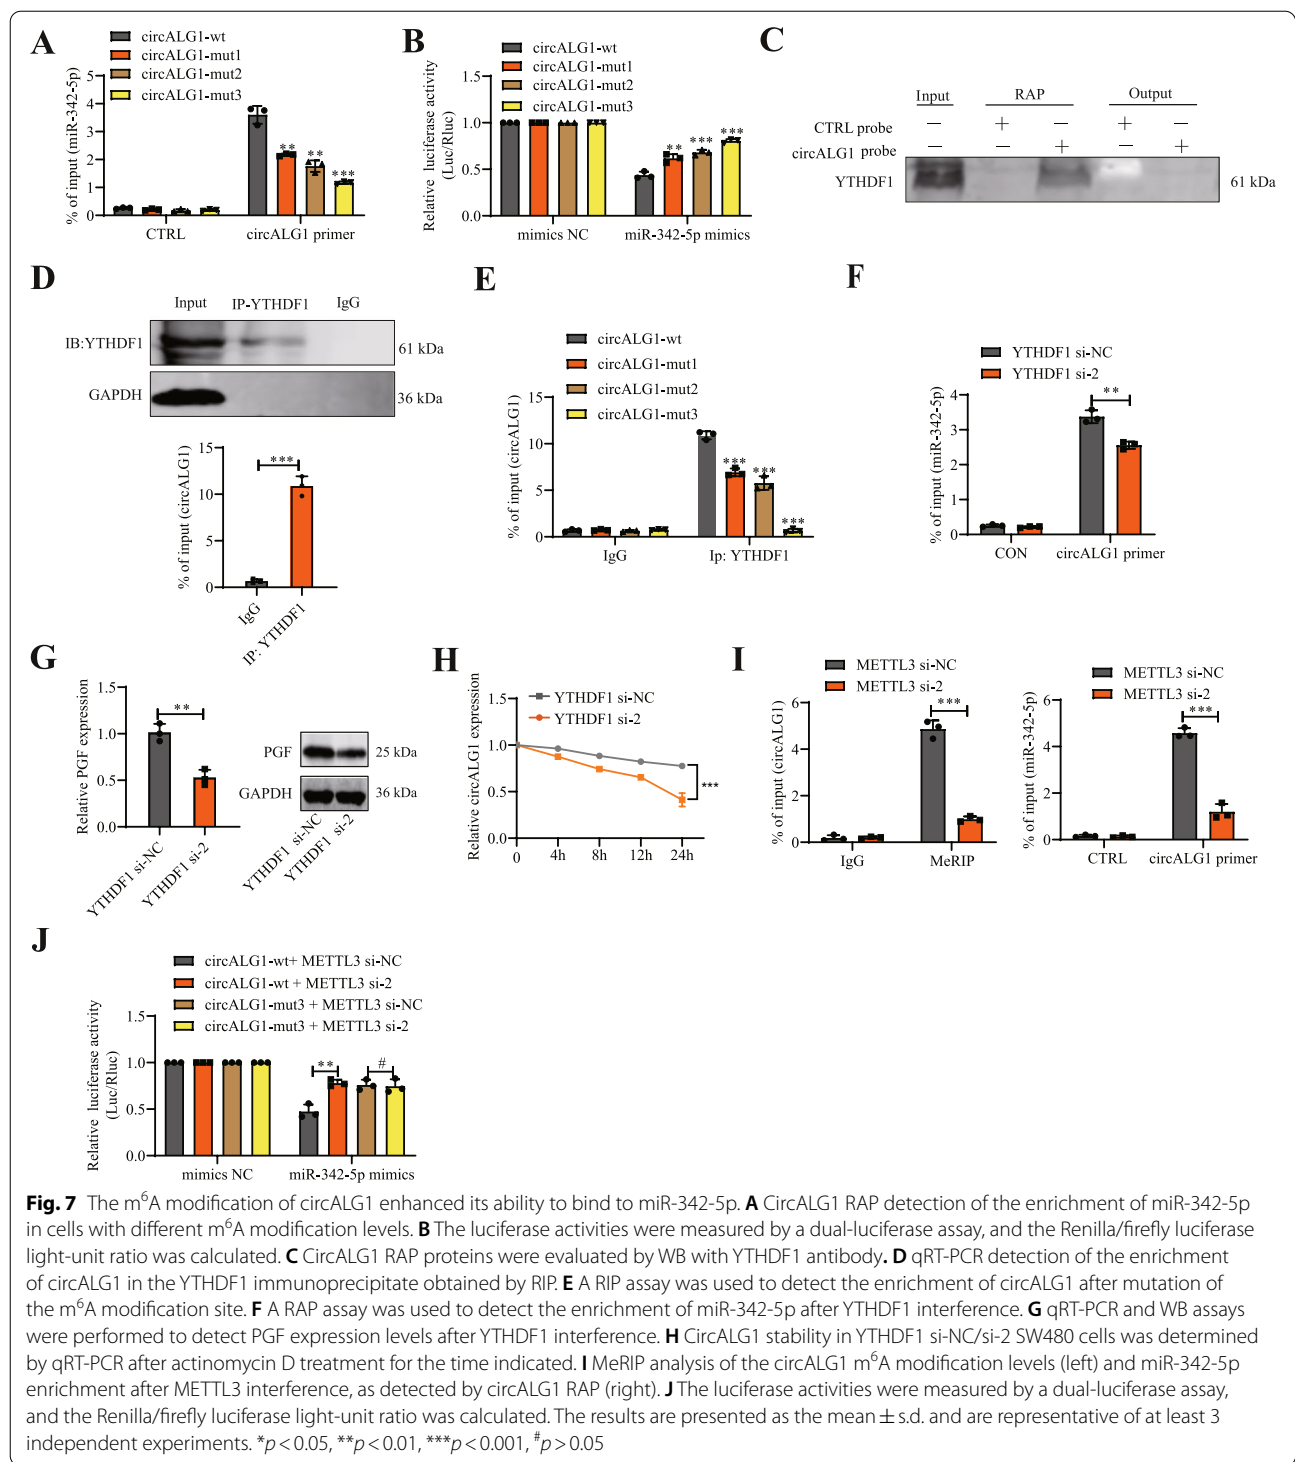 A
circALG1-wt
circALG1-mut1
circALG1-mut2
circALG1-mut3
% of input (miR-342-5p)
5
4
3
2
1
0
**
**
***
CTRL
circALG1 primer
B
circALG1-wt
circALG1-mut1
circALG1-mut2
circALG1-mut3
Relative luciferase activity
(Luc/Rluc)
1.5
1.0
0.5
0.0
**
***
***
mimics NC
miR-342-5p mimics
C
Input
RAP
Output
CTRL probe
− + − + −
circALG1 probe
− − + − +
YTHDF1
61 kDa
D
Input
IP-YTHDF1
IgG
IB:YTHDF1
61 kDa
GAPDH
36 kDa
% of input (circALG1)
15
10
5
0
***
IgG
IP: YTHDF1
E
circALG1-wt
circALG1-mut1
circALG1-mut2
circALG1-mut3
% of input (circALG1)
15
10
5
0
***
***
***
IgG
Ip: YTHDF1
F
YTHDF1 si-NC
YTHDF1 si-2
% of input (miR-342-5p)
4
3
2
1
0
**
CON
circALG1 primer
G
Relative PGF expression
1.5
1.0
0.5
0.0
**
YTHDF1 si-NC
YTHDF1 si-2
PGF
25 kDa
GAPDH
36 kDa
YTHDF1 si-NC
YTHDF1 si-2
H
YTHDF1 si-NC
YTHDF1 si-2
Relative circALG1 expression
1.5
1.0
0.5
0.0
***
0 4h 8h 12h 24h
I
METTL3 si-NC
METTL3 si-2
% of input (circALG1)
6
4
2
0
***
IgG
MeRIP
METTL3 si-NC
METTL3 si-2
% of input (miR-342-5p)
6
4
2
0
***
CTRL
circALG1 primer
J
circALG1-wt+ METTL3 si-NC
circALG1-wt + METTL3 si-2
circALG1-mut3 + METTL3 si-NC
circALG1-mut3 + METTL3 si-2
Relative luciferase activity
(Luc/Rluc)
1.5
1.0
0.5
0.0
**
#
mimics NC
miR-342-5p mimics
Fig. 7 The m⁶A modification of circALG1 enhanced its ability to bind to miR-342-5p. A CircALG1 RAP detection of the enrichment of miR-342-5p
in cells with different m⁶A modification levels. B The luciferase activities were measured by a dual-luciferase assay, and the Renilla/firefly luciferase
light-unit ratio was calculated. C CircALG1 RAP proteins were evaluated by WB with YTHDF1 antibody. D qRT-PCR detection of the enrichment
of circALG1 in the YTHDF1 immunoprecipitate obtained by RIP. E A RIP assay was used to detect the enrichment of circALG1 after mutation of
the m⁶A modification site. F A RAP assay was used to detect the enrichment of miR-342-5p after YTHDF1 interference. G qRT-PCR and WB assays
were performed to detect PGF expression levels after YTHDF1 interference. H CircALG1 stability in YTHDF1 si-NC/si-2 SW480 cells was determined
by qRT-PCR after actinomycin D treatment for the time indicated. I MeRIP analysis of the circALG1 m⁶A modification levels (left) and miR-342-5p
enrichment after METTL3 interference, as detected by circALG1 RAP (right). J The luciferase activities were measured by a dual-luciferase assay,
and the Renilla/firefly luciferase light-unit ratio was calculated. The results are presented as the mean ± s.d. and are representative of at least 3
independent experiments. *p < 0.05, **p < 0.01, ***p < 0.001, #p > 0.05